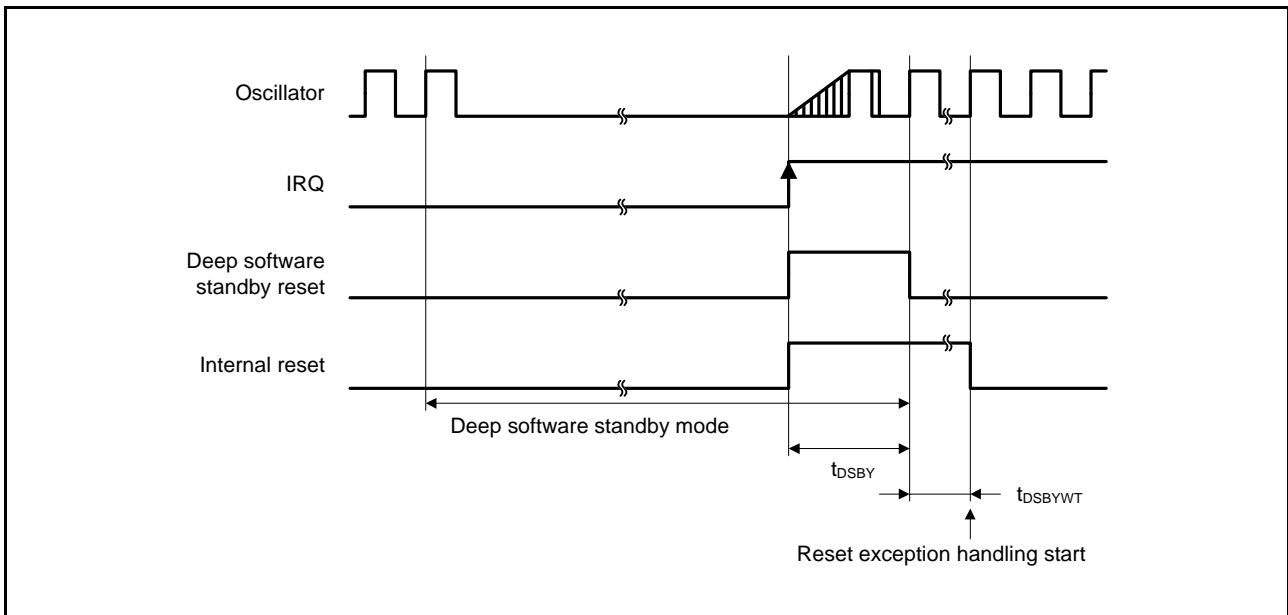 Oscillator
IRQ
Deep software
standby reset
Internal reset
Deep software standby mode
tDSBY
tDSBYWT
Reset exception handling start